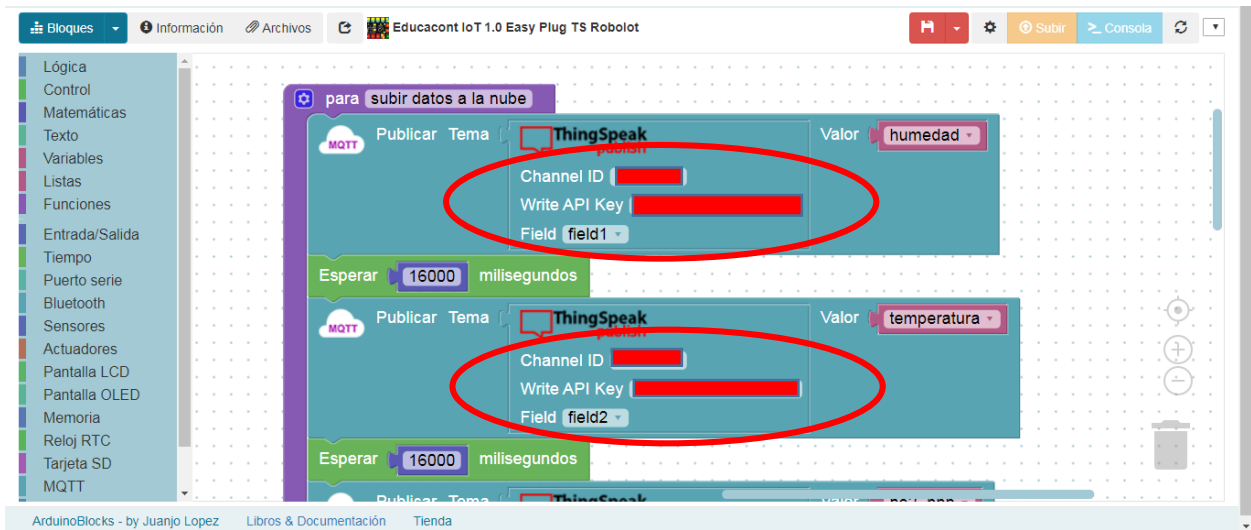 Bloques Información Archivos Educacont IoT 1.0 Easy Plug TS Robolot Subir Consola
Lógica
Control
Matemáticas
Texto
Variables
Listas
Funciones
Entrada/Salida
Tiempo
Puerto serie
Bluetooth
Sensores
Actuadores
Pantalla LCD
Pantalla OLED
Memoria
Reloj RTC
Tarjeta SD
MQTT
para subir datos a la nube
MQTT Publicar Tema ThingSpeak Valor humedad
publish
Channel ID
Write API Key
Field field1
Esperar 16000 milisegundos
MQTT Publicar Tema ThingSpeak Valor temperatura
publish
Channel ID
Write API Key
Field field2
Esperar 16000 milisegundos
Publicar Tema ThingSpeak Valor
ArduinoBlocks - by Juanjo Lopez Libros & Documentación Tienda